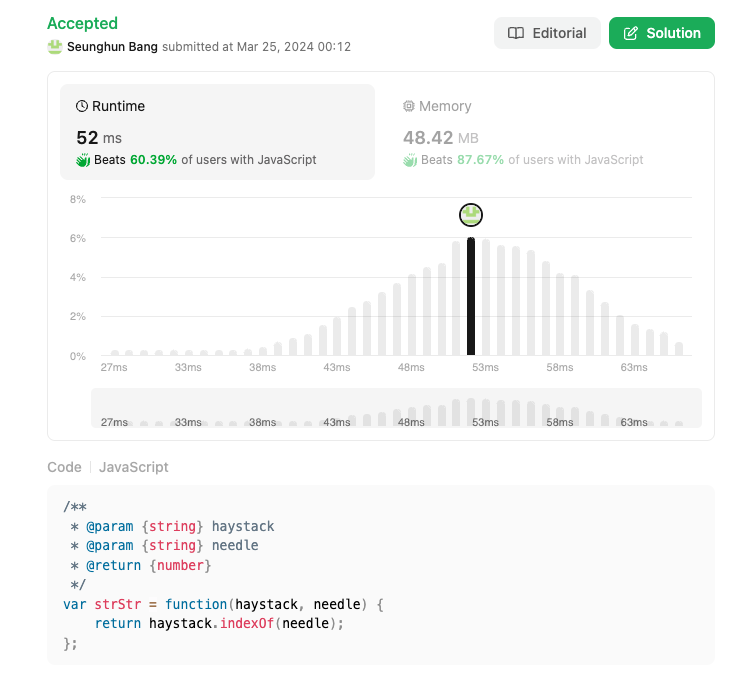 Accepted
Seunghun Bang submitted at Mar 25, 2024 00:12
Editorial
Solution
Runtime
52 ms
Beats 60.39% of users with JavaScript
Memory
48.42 MB
Beats 87.67% of users with JavaScript
8%
6%
4%
2%
0%
27ms 33ms 38ms 43ms 48ms 53ms 58ms 63ms
27ms 33ms 38ms 43ms 48ms 53ms 58ms 63ms
Code | JavaScript
/**
 * @param {string} haystack
 * @param {string} needle
 * @return {number}
 */
var strStr = function(haystack, needle) {
    return haystack.indexOf(needle);
};